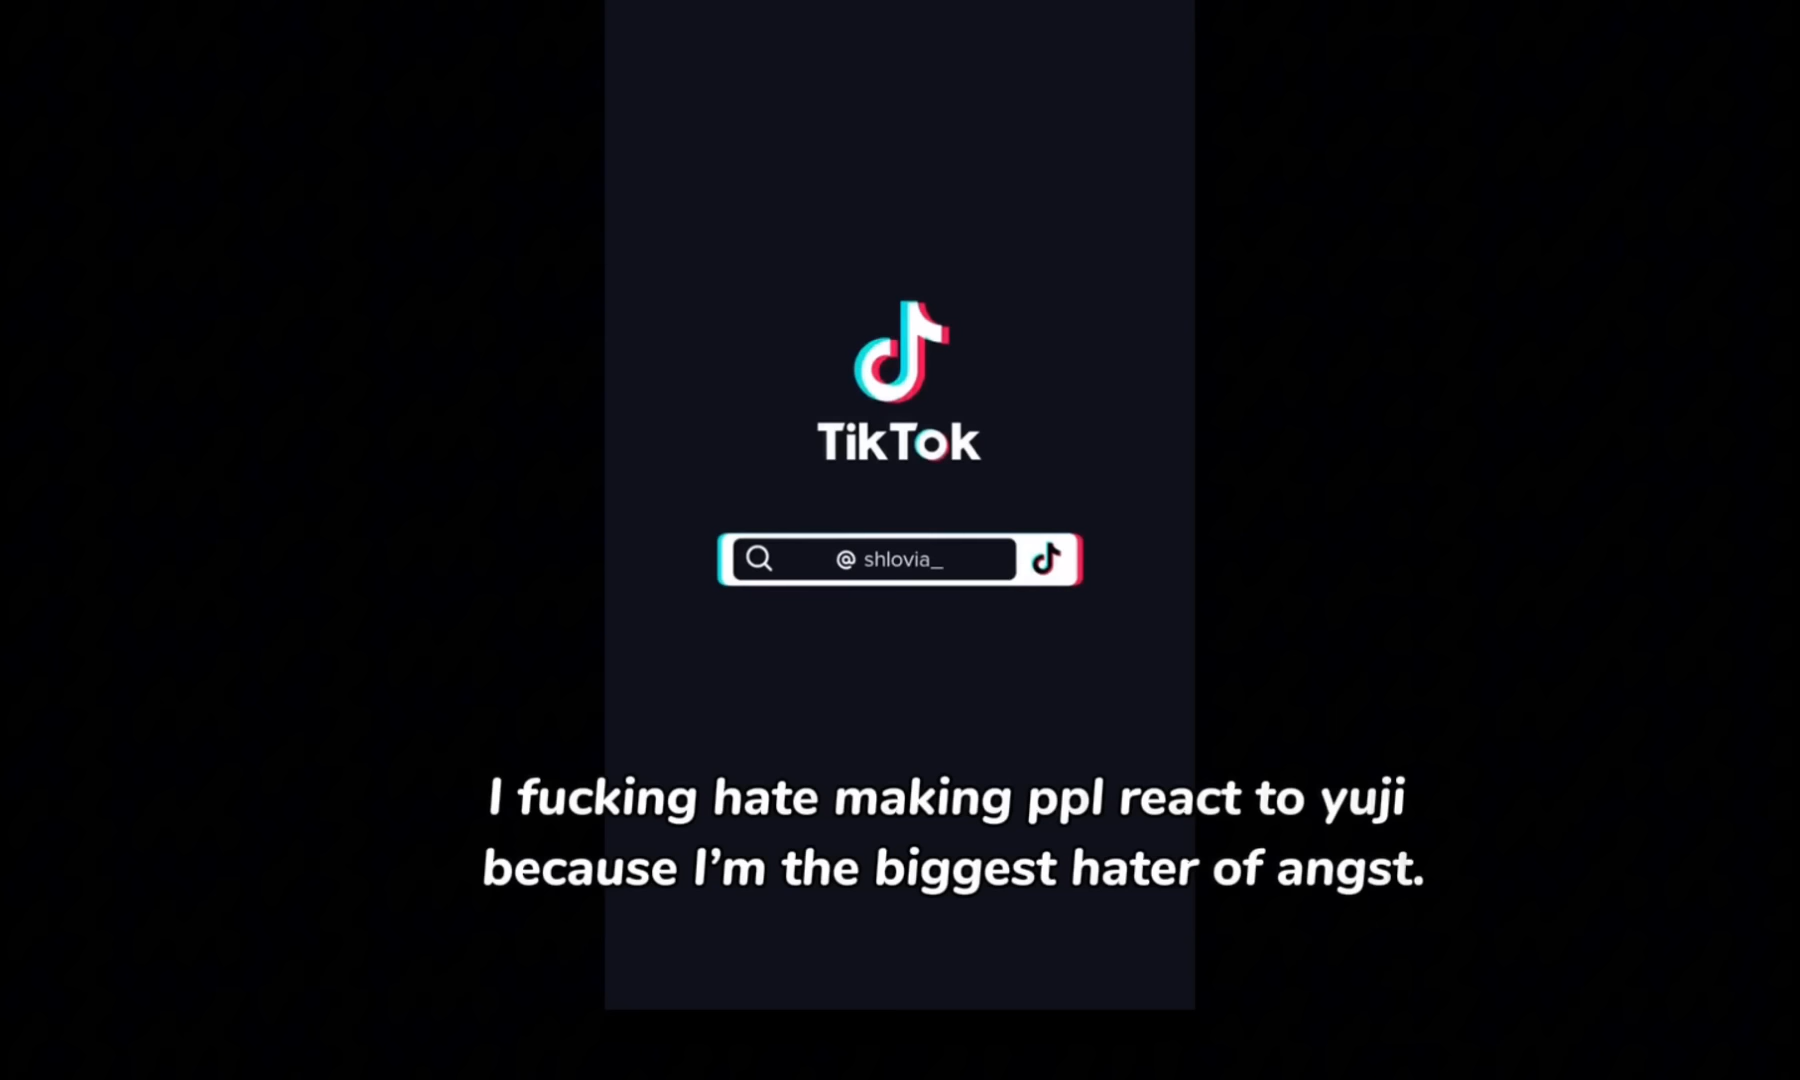 TikTok
@ shlovia_
I fucking hate making ppl react to yuji
because I’m the biggest hater of angst.